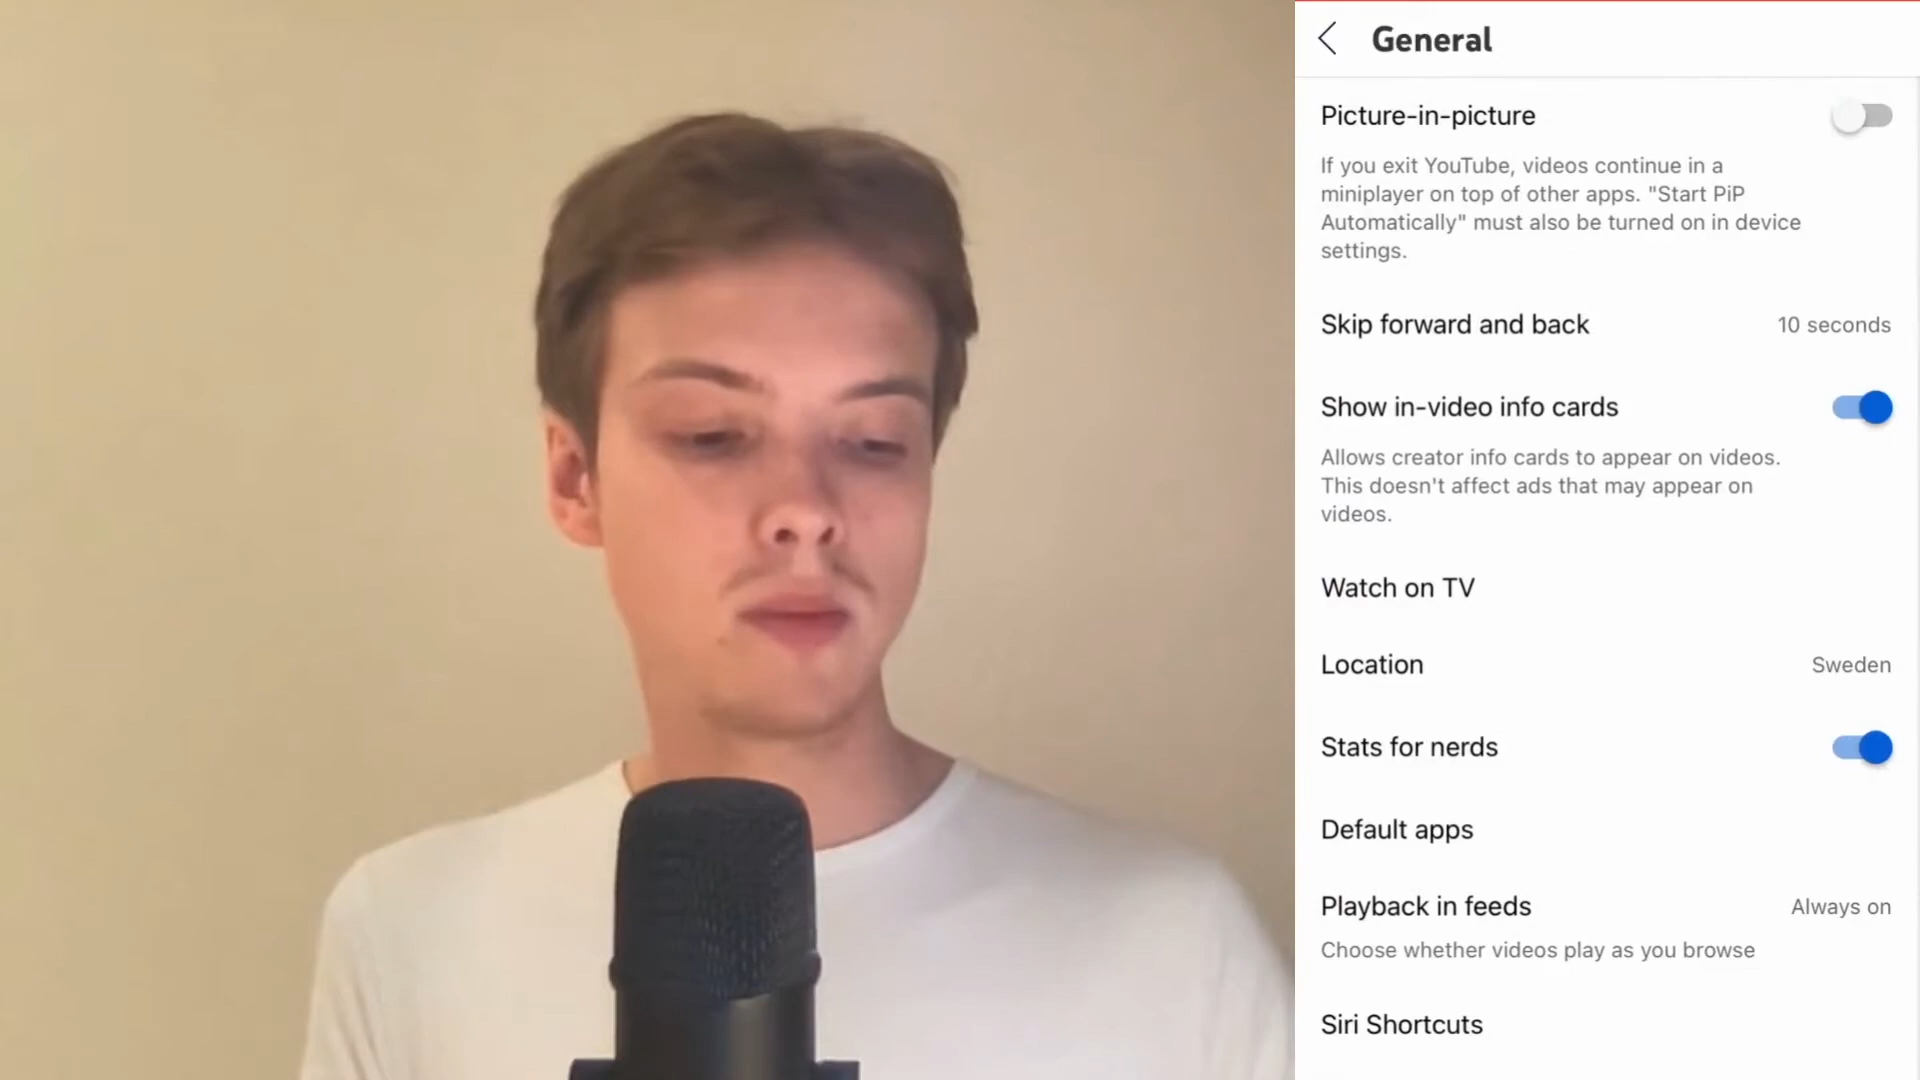 General
Picture-in-picture
If you exit YouTube, videos continue in a
miniplayer on top of other apps. "Start PiP
Automatically" must also be turned on in device
settings.
Skip forward and back 10 seconds
Show in-video info cards
Allows creator info cards to appear on videos.
This doesn't affect ads that may appear on
videos.
Watch on TV
Location Sweden
Stats for nerds
Default apps
Playback in feeds Always on
Choose whether videos play as you browse
Siri Shortcuts